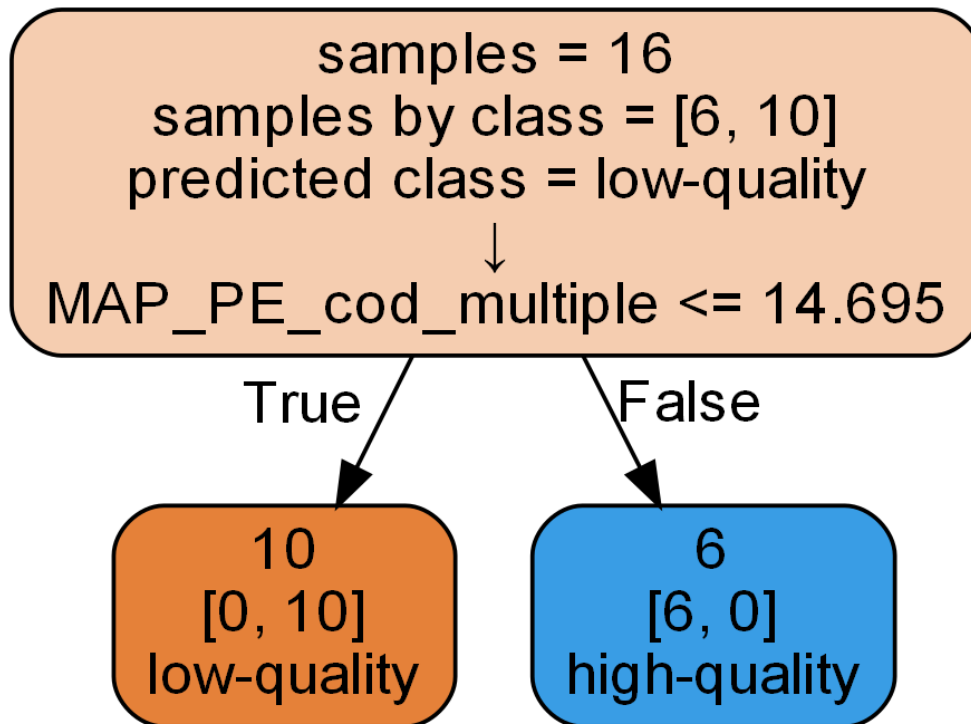 samples = 16
samples by class = [6, 10]
predicted class = low-quality
↓
MAP_PE_cod_multiple <= 14.695
True
False
10
[0, 10]
low-quality
6
[6, 0]
high-quality